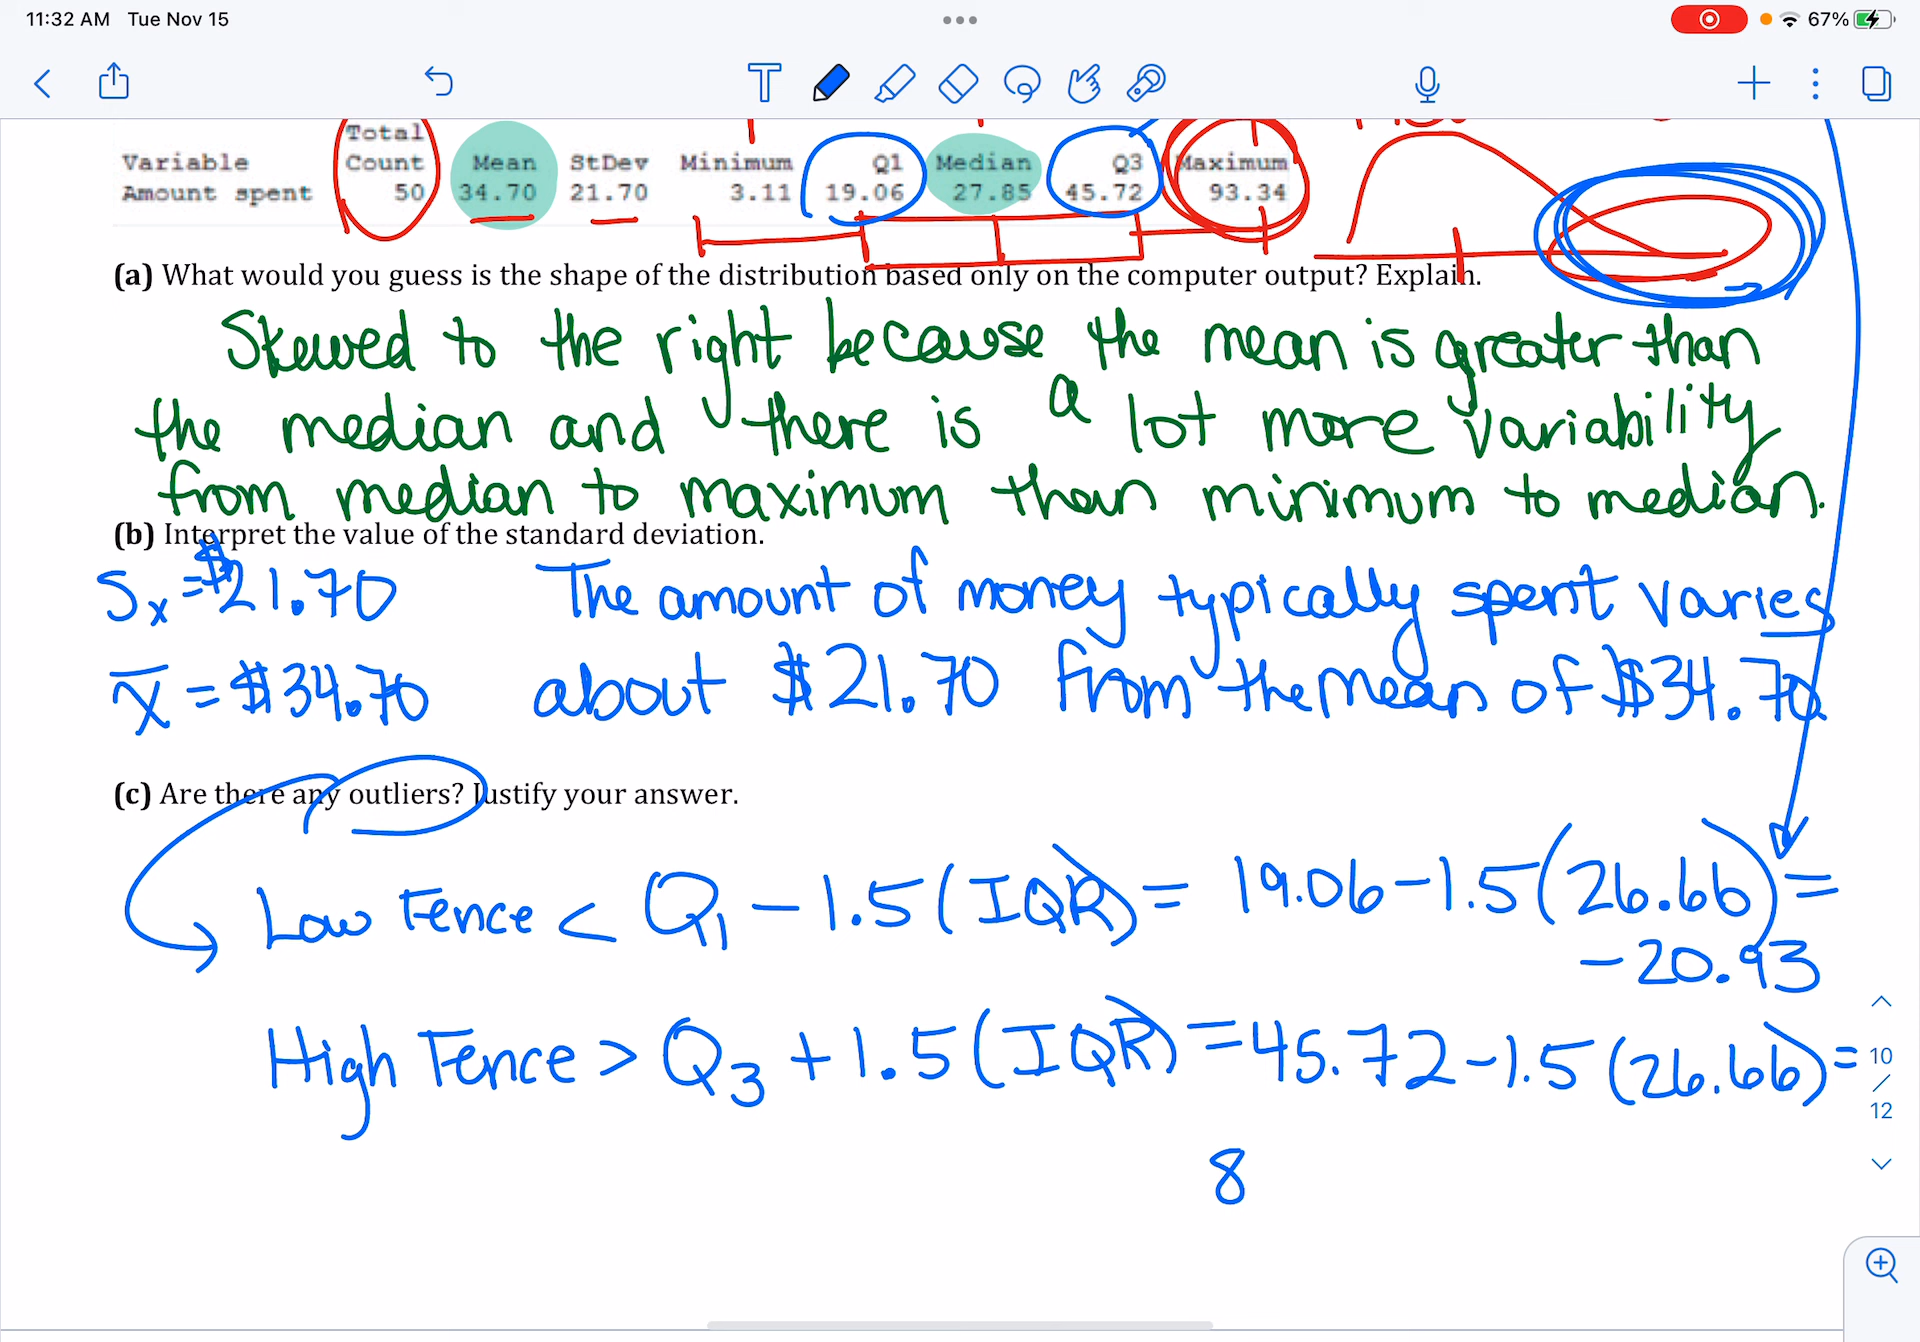 11:32 AM Tue Nov 15
67%
Total
Variable Count Mean StDev Minimum Q1 Median Q3 Maximum
Amount spent 50 34.70 21.70 3.11 19.06 27.85 45.72 93.34
(a) What would you guess is the shape of the distribution based only on the computer output? Explain.
Skewed to the right because the mean is greater than
the median and there is a lot more variability
from median to maximum than minimum to median.
(b) Interpret the value of the standard deviation.
Sx = $21.70 The amount of money typically spent varies
x̅ = $34.70 about $21.70 from the mean of $34.70
(c) Are there any outliers? Justify your answer.
Low Fence < Q1 - 1.5(IQR) = 19.06 - 1.5(26.66) =
-20.93
High Fence > Q3 + 1.5(IQR) = 45.72 - 1.5(26.66) =
10
/
12
8